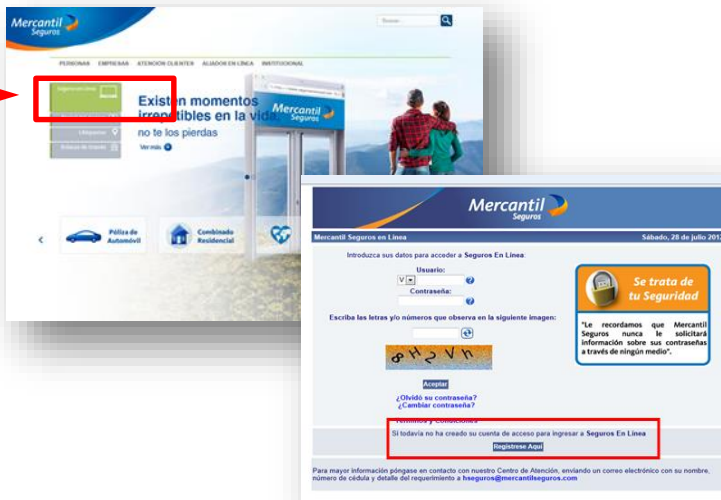 Mercantil
Seguros
Buscar...
PERSONAS EMPRESAS ATENCIÓN CLIENTES ALIADOS EN LÍNEA INSTITUCIONAL
Seguros en Línea
Existen momentos
irrepetibles en la vida,
no te los pierdas
Ver más
Mercantil
Seguros
Póliza de
Automóvil
Combinado
Residencial
Mercantil
Seguros
Mercantil Seguros en Línea
Sábado, 28 de julio 2012
Introduzca sus datos para acceder a Seguros En Línea:
Usuario:
V
Contraseña:
Escriba las letras y/o números que observa en la siguiente imagen:
8 H 2 V h
Aceptar
¿Olvidó su contraseña?
¿Cambiar contraseña?
Términos y Condiciones
Se trata de
tu Seguridad
"Le recordamos que Mercantil
Seguros nunca le solicitará
información sobre sus contraseñas
a través de ningún medio".
Si todavía no ha creado su cuenta de acceso para ingresar a Seguros En Línea
Regístrese Aquí
Para mayor información póngase en contacto con nuestro Centro de Atención, enviando un correo electrónico con su nombre,
número de cédula y detalle del requerimiento a hseguros@mercantilseguros.com